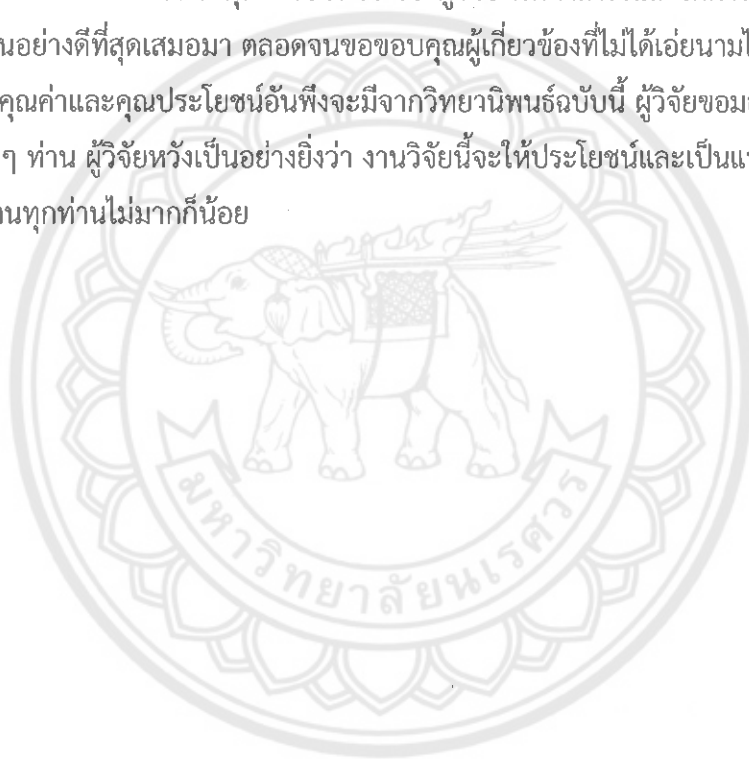 นอย่างดีที่สุดเสมอมา ตลอดจนขอขอบคุณผู้เกี่ยวข้องที่ไม่ได้เอ่ยนามไ
คุณค่าและคุณประโยชน์อันพึงจะมีจากวิทยานิพนธ์ฉบับนี้ ผู้วิจัยขอม
ๆ ท่าน ผู้วิจัยหวังเป็นอย่างยิ่งว่า งานวิจัยนี้จะให้ประโยชน์และเป็นแ
นทุกท่านไม่มากก็น้อย
มหาวิทยาลัยนเรศวร